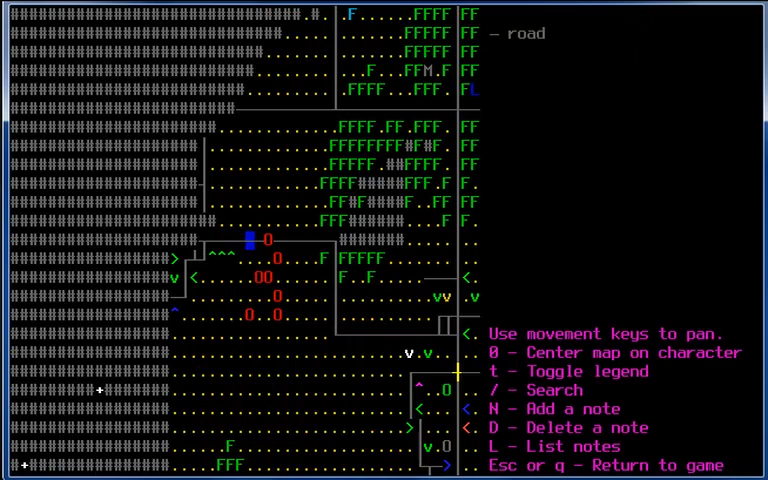 – road
Use movement keys to pan.
0 – Center map on character
t – Toggle legend
/ – Search
N – Add a note
D – Delete a note
L – List notes
Esc or q – Return to game